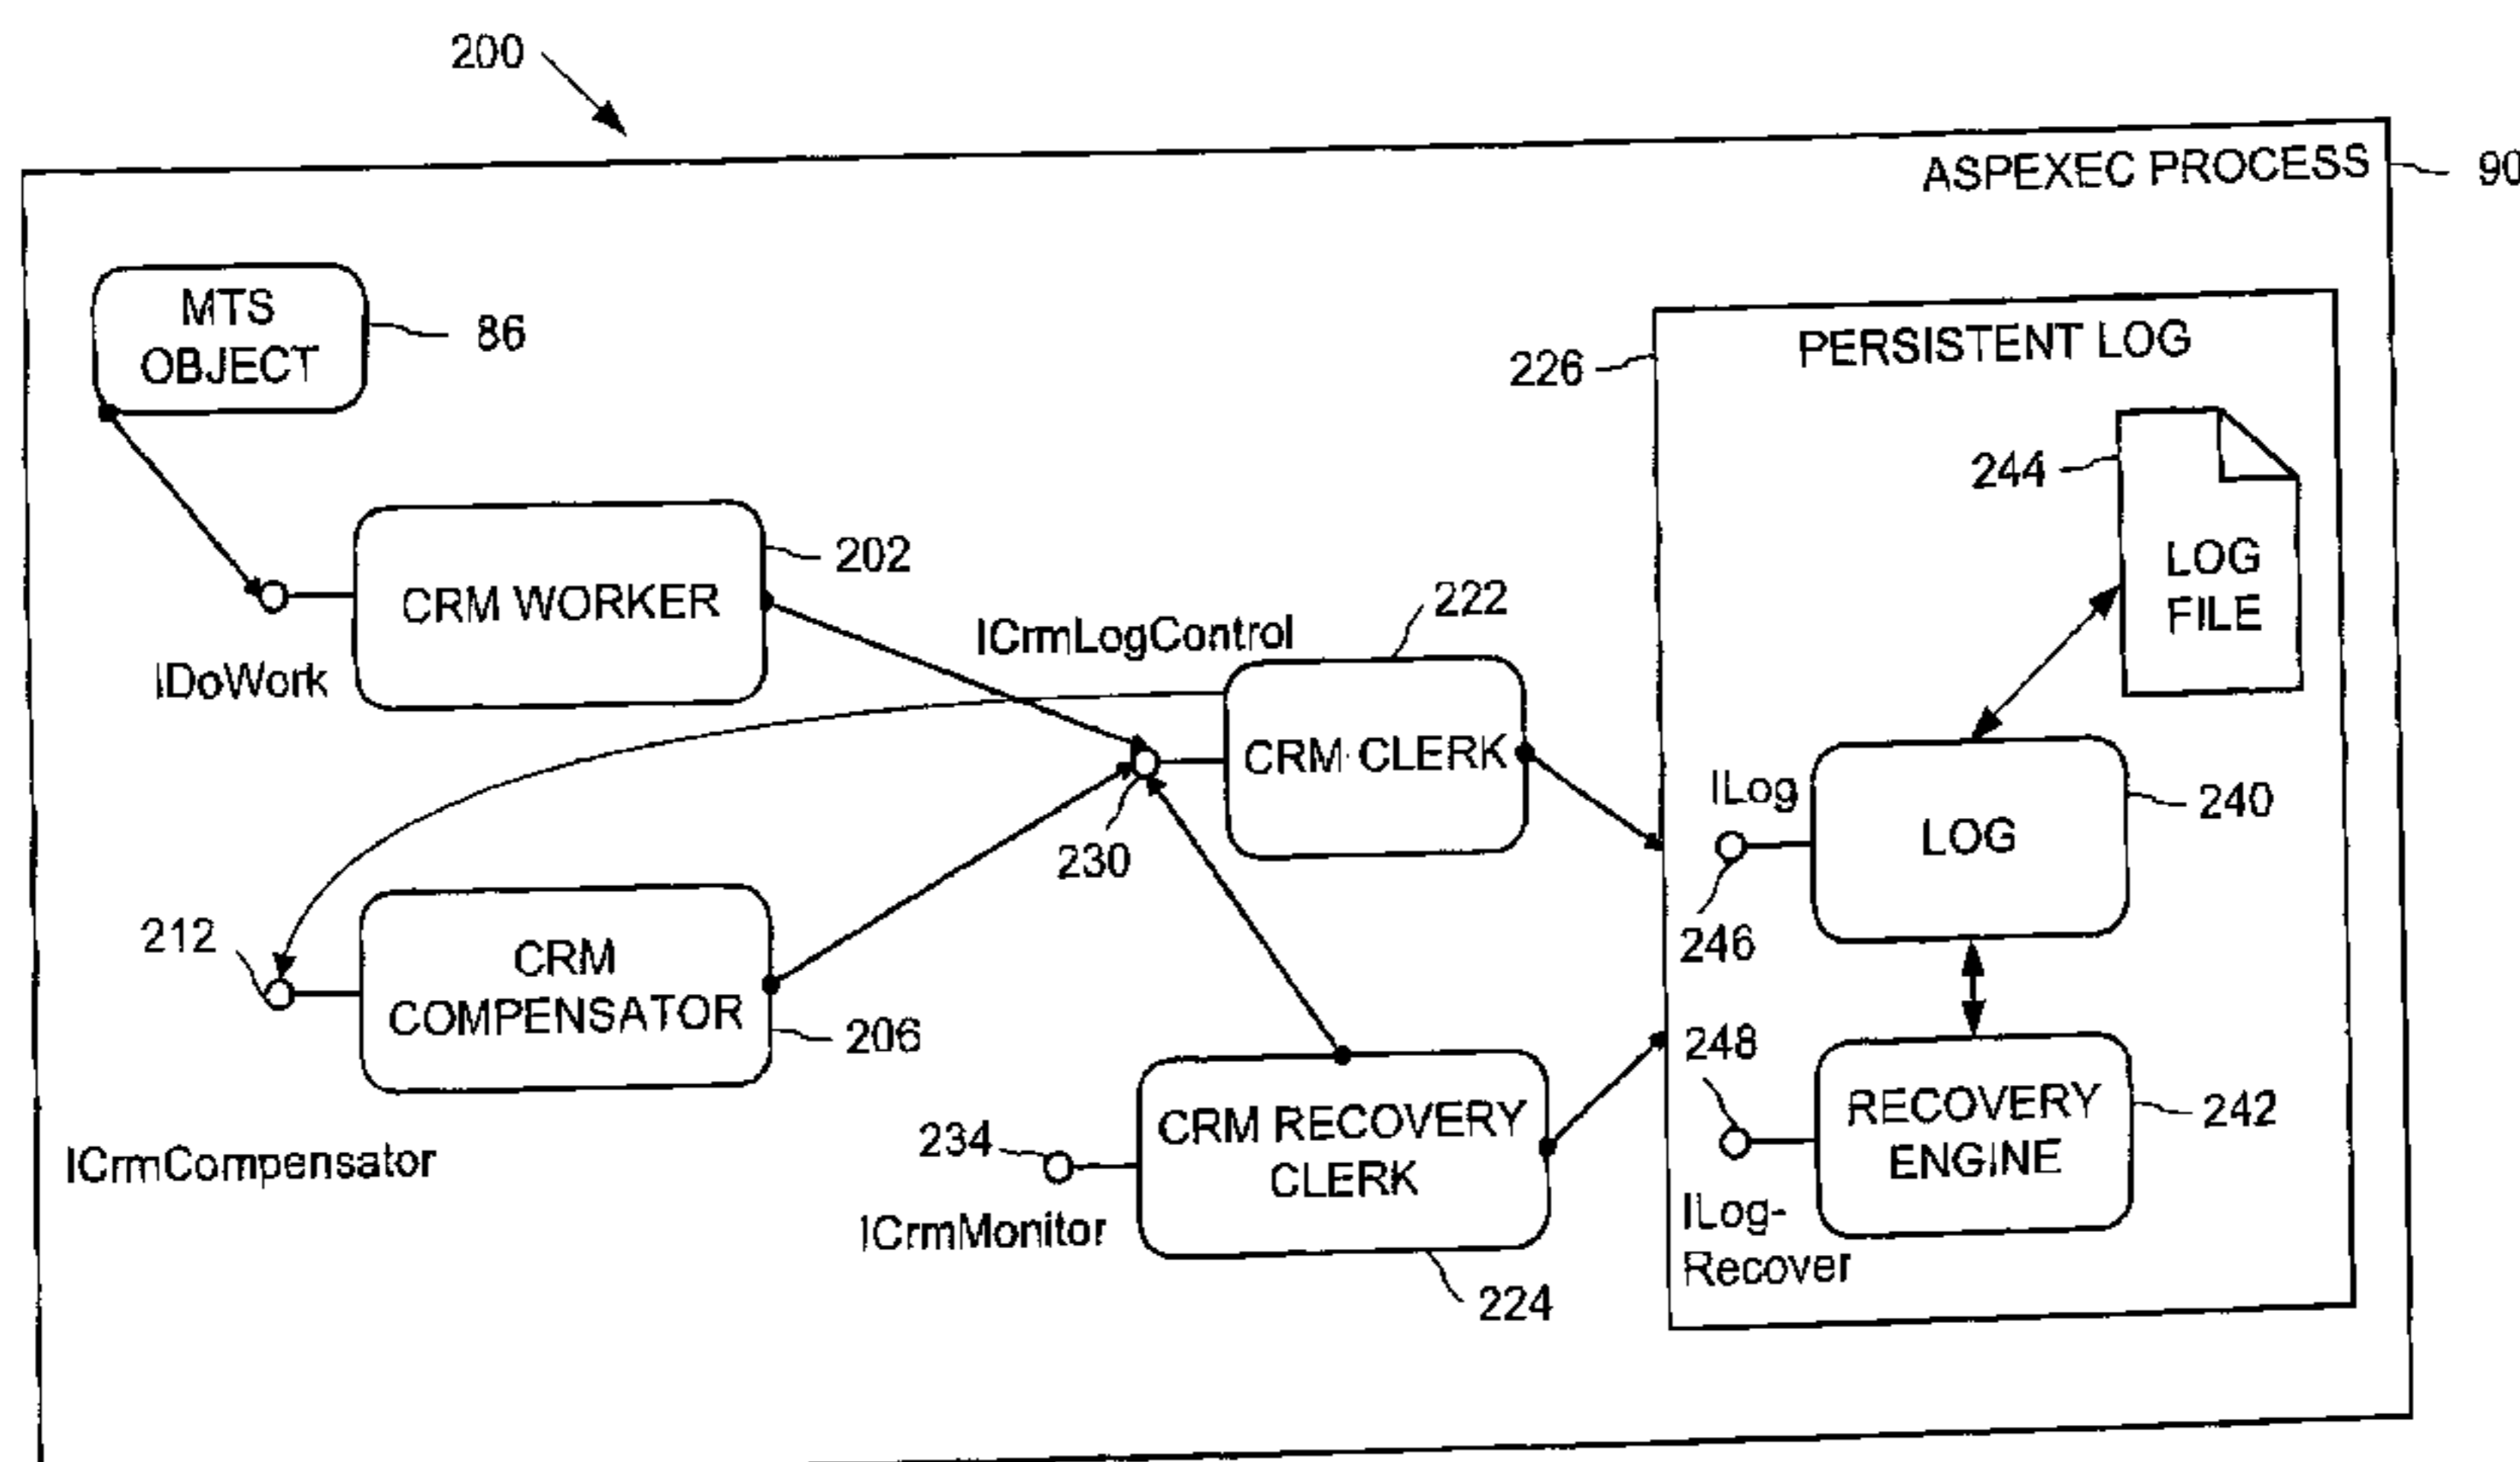 200
ASPEXEC PROCESS
90
MTS
OBJECT
86
PERSISTENT LOG
226
244
LOG
FILE
202
CRM WORKER
IDoWork
ICrmLogControl
222
CRM CLERK
230
ILog
240
LOG
246
212
CRM
COMPENSATOR
206
ICrmCompensator
248
234
CRM RECOVERY
CLERK
ICrmMonitor
224
RECOVERY
ENGINE
242
ILog-
Recover